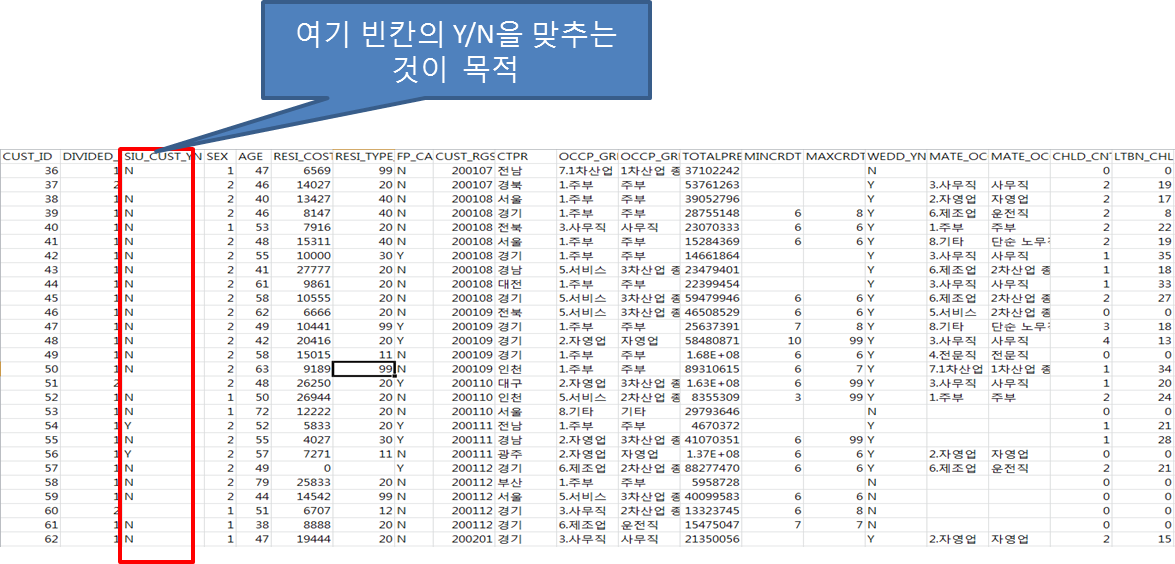 여기 빈칸의 Y/N을 맞추는
것이 목적
CUST_ID DIVIDED_ SIU_CUST_YN SEX AGE RESI_COST RESI_TYPE FP_CA CUST_RGS CTPR OCCP_GRI OCCP_GRI TOTALPRE MINCRDT MAXCRDT WEDD_YN MATE_OC MATE_OC CHLD_CNT LTBN_CHL
36 1 N 1 47 6569 99 N 200107 전남 7.1차산업 1차산업 종 37102242 N 0 0
37 2 2 46 14027 20 N 200107 경북 1.주부 주부 53761263 Y 3.사무직 사무직 2 19
38 1 N 2 40 13427 40 N 200108 서울 1.주부 주부 39052796 Y 2.자영업 자영업 2 17
39 1 N 2 46 8147 40 N 200108 경기 1.주부 주부 28755148 6 8 Y 6.제조업 운전직 2 8
40 1 N 1 53 7916 20 N 200108 전북 3.사무직 사무직 23070333 6 6 Y 1.주부 주부 2 22
41 1 N 2 48 15311 40 N 200108 서울 1.주부 주부 15284369 6 6 Y 8.기타 단순 노무직 2 19
42 1 N 2 55 10000 30 Y 200108 경기 1.주부 주부 14661864 Y 3.사무직 사무직 1 35
43 1 N 2 41 27777 20 N 200108 경남 5.서비스 3차산업 종 23479401 Y 6.제조업 2차산업 종 1 18
44 1 N 2 61 9861 20 N 200108 대전 1.주부 주부 22399454 Y 3.사무직 사무직 1 33
45 1 N 2 58 10555 20 N 200108 경기 5.서비스 3차산업 종 59479946 6 6 Y 6.제조업 2차산업 종 2 27
46 1 N 2 62 6666 20 N 200109 전북 5.서비스 3차산업 종 46508529 6 6 Y 5.서비스 2차산업 종 0 0
47 1 N 2 49 10441 99 Y 200109 경기 1.주부 주부 25637391 7 8 Y 8.기타 단순 노무직 3 18
48 1 N 2 42 20416 20 Y 200109 경기 2.자영업 자영업 58480871 10 99 Y 3.사무직 사무직 4 13
49 1 N 2 58 15015 11 N 200109 경기 1.주부 주부 1.68E+08 6 6 Y 4.전문직 전문직 0 0
50 1 N 2 63 9189 99 N 200109 인천 1.주부 주부 89310615 6 7 Y 7.1차산업 1차산업 종 1 34
51 2 2 48 26250 20 Y 200110 대구 2.자영업 3차산업 종 1.63E+08 6 99 Y 3.사무직 사무직 1 20
52 1 N 1 50 26944 20 N 200110 인천 5.서비스 2차산업 종 8355309 3 99 Y 1.주부 주부 2 24
53 1 N 1 72 12222 20 N 200110 서울 8.기타 기타 29793646 N 0 0
54 1 Y 2 52 5833 20 Y 200111 전남 1.주부 주부 4670372 Y 1 21
55 1 N 2 55 4027 30 Y 200111 경남 2.자영업 3차산업 종 41070351 6 99 Y 1 28
56 1 Y 2 57 7271 11 N 200111 광주 2.자영업 자영업 1.37E+08 6 6 Y 2.자영업 자영업 0 0
57 1 N 2 49 0 Y 200112 경기 6.제조업 2차산업 종 88277470 6 6 Y 6.제조업 운전직 2 21
58 1 N 2 79 25833 20 N 200112 부산 1.주부 주부 5958728 N 0 0
59 1 N 2 44 14542 99 N 200112 서울 5.서비스 3차산업 종 40099583 6 6 N 0 0
60 2 1 51 6707 12 N 200112 경기 3.사무직 2차산업 종 13323745 6 8 N 0 0
61 1 N 1 38 8888 20 N 200112 경기 6.제조업 운전직 15475047 7 7 N 0 0
62 1 N 1 47 19444 20 N 200201 경기 3.사무직 사무직 21350056 Y 2.자영업 자영업 2 15